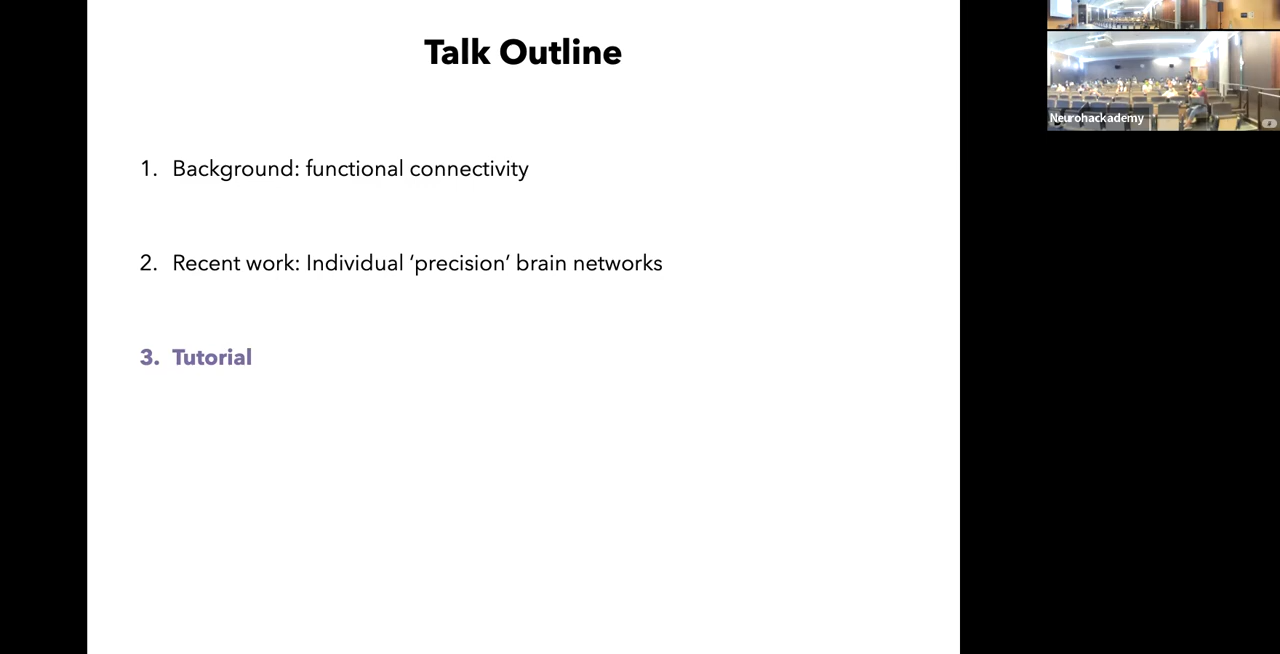 Talk Outline
1. Background: functional connectivity
2. Recent work: Individual ‘precision’ brain networks
3. Tutorial
Neurohackademy